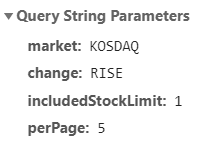 Query String Parameters
market: KOSDAQ
change: RISE
includedStockLimit: 1
perPage: 5